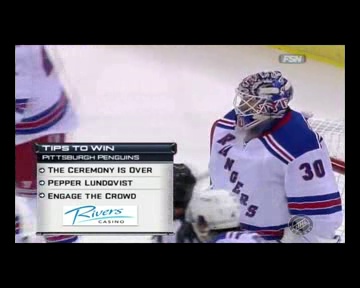 FSN
TIPS TO WIN
PITTSBURGH PENGUINS
THE CEREMONY IS OVER
PEPPER LUNDQVIST
ENGAGE THE CROWD
Rivers
CASINO
RANGERS
30